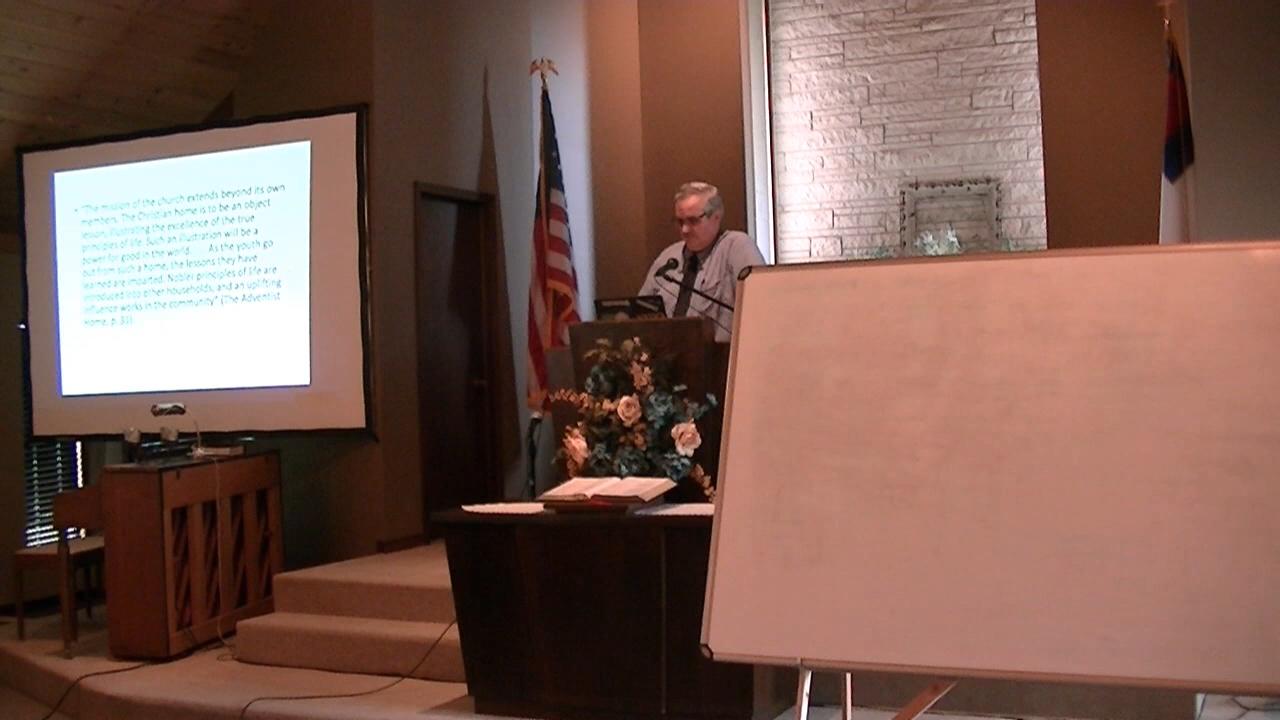 • "The mission of the church extends beyond its own
members. The Christian home is to be an object
lesson, illustrating the excellence of the true
principles of life. Such an illustration will be a
power for good in the world. . . . As the youth go
out from such a home, the lessons they have
learned are imparted. Nobler principles of life are
introduced into other households, and an uplifting
influence works in the community" (The Adventist
Home, p. 31).